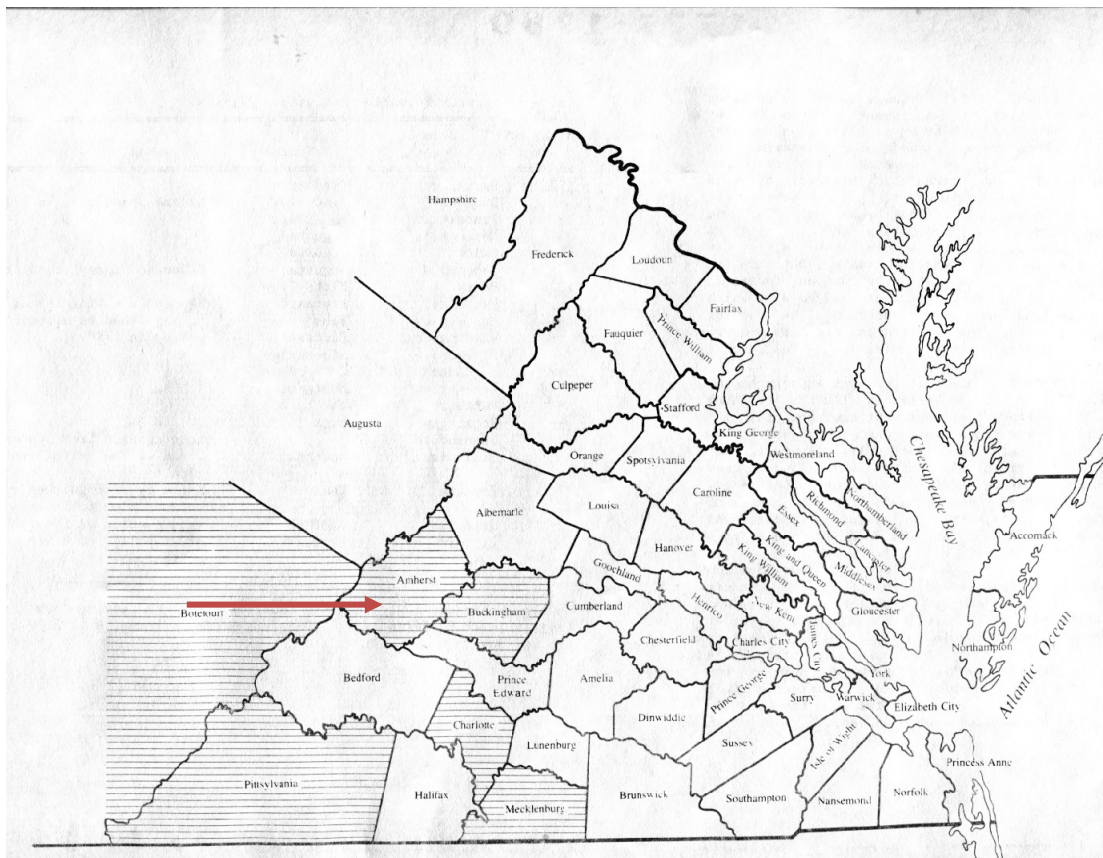 Hampshire
Frederick
Loudoun
Fairfax
Fauquier
Prince William
Culpeper
Stafford
Augusta
King George
Orange
Spotsylvania
Westmoreland
Chesapeake Bay
Caroline
Albemarle
Louisa
Essex
Richmond
Northumberland
Accomack
Hanover
King and Queen
King William
Lancaster
Middlesex
Amherst
Goochland
Botetourt
Buckingham
Cumberland
Henrico
New Kent
Gloucester
Chesterfield
Charles City
James City
Northampton
Atlantic Ocean
Bedford
Prince
Edward
Amelia
York
Prince George
Surry
Warwick
Elizabeth City
Charlotte
Dinwiddie
Lunenburg
Sussex
Isle of Wight
Princess Anne
Pittsylvania
Halifax
Mecklenburg
Brunswick
Southampton
Nansemond
Norfolk